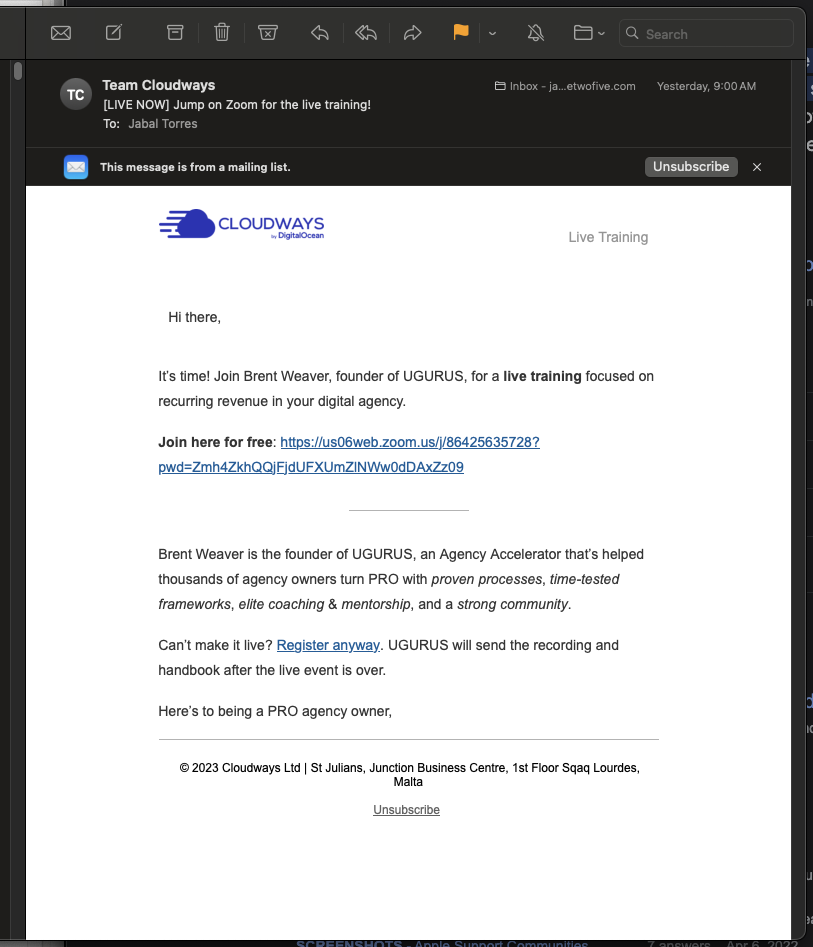 Search
TC
Team Cloudways
Inbox - ja...etwofive.com
Yesterday, 9:00 AM
[LIVE NOW] Jump on Zoom for the live training!
To: Jabal Torres
This message is from a mailing list.
Unsubscribe
CLOUDWAYS
by DigitalOcean
Live Training
Hi there,
It's time! Join Brent Weaver, founder of UGURUS, for a live training focused on
recurring revenue in your digital agency.
Join here for free: https://us06web.zoom.us/j/86425635728?
pwd=Zmh4ZkhQQjFjdUFXUmZlNWw0dDAxZz09
Brent Weaver is the founder of UGURUS, an Agency Accelerator that's helped
thousands of agency owners turn PRO with proven processes, time-tested
frameworks, elite coaching & mentorship, and a strong community.
Can't make it live? Register anyway. UGURUS will send the recording and
handbook after the live event is over.
Here's to being a PRO agency owner,
© 2023 Cloudways Ltd | St Julians, Junction Business Centre, 1st Floor Sqaq Lourdes,
Malta
Unsubscribe
SCREENSHOTS - Apple Support Communities
7 answers Apr 6, 2022